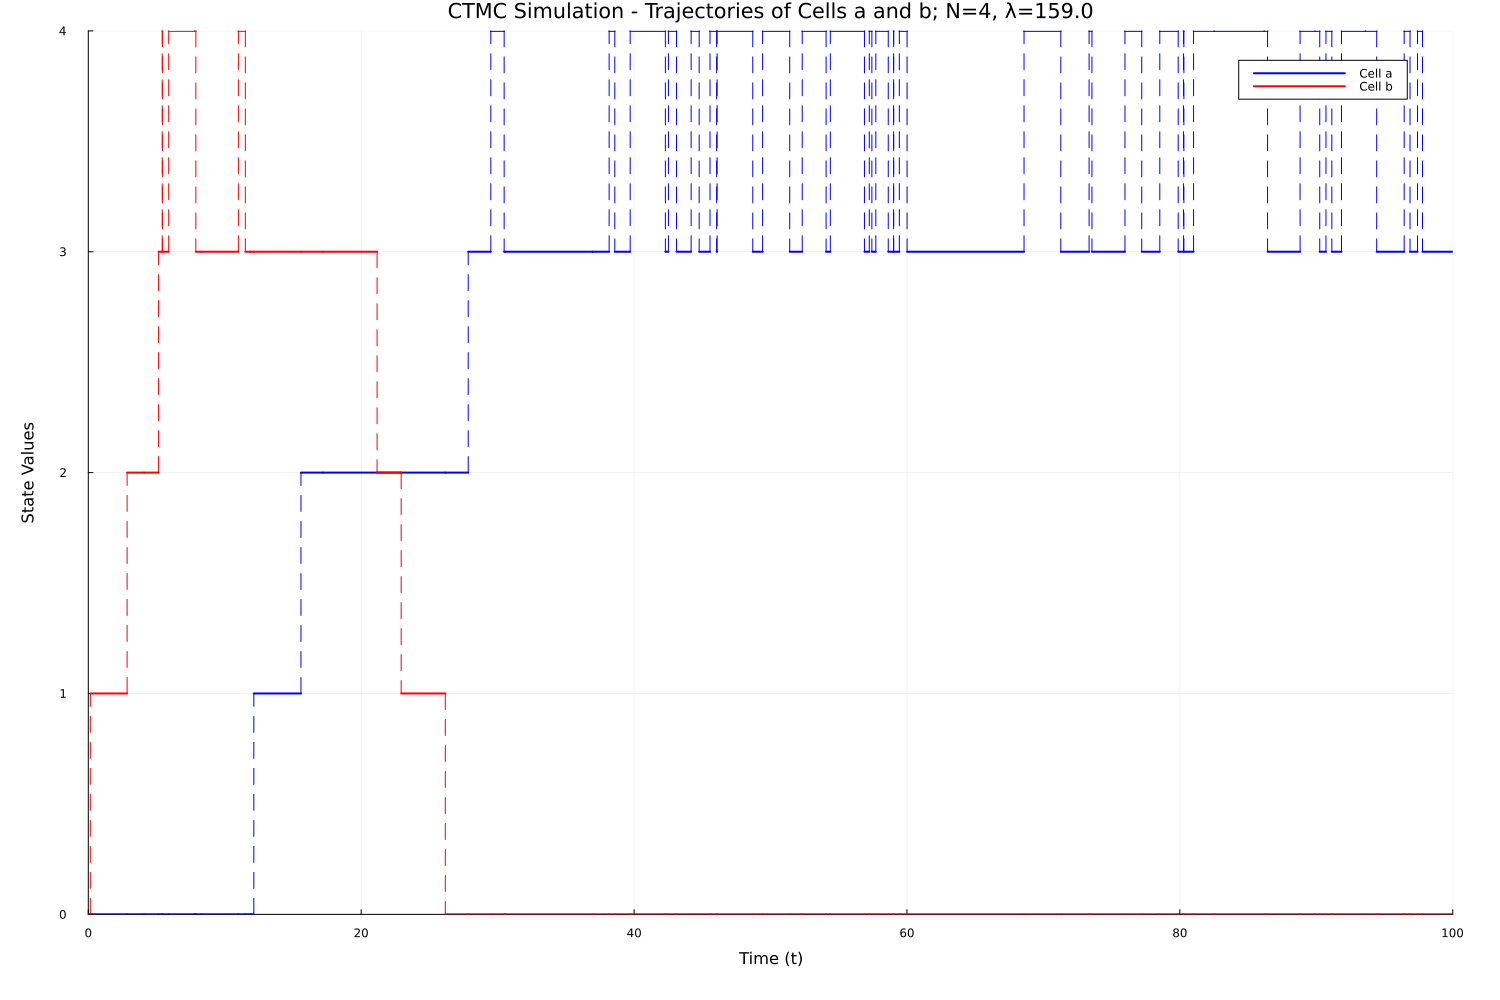 CTMC Simulation - Trajectories of Cells a and b; N=4, λ=159.0
4
Cell a
Cell b
3
State Values
2
1
0
0 20 40 60 80 100
Time (t)